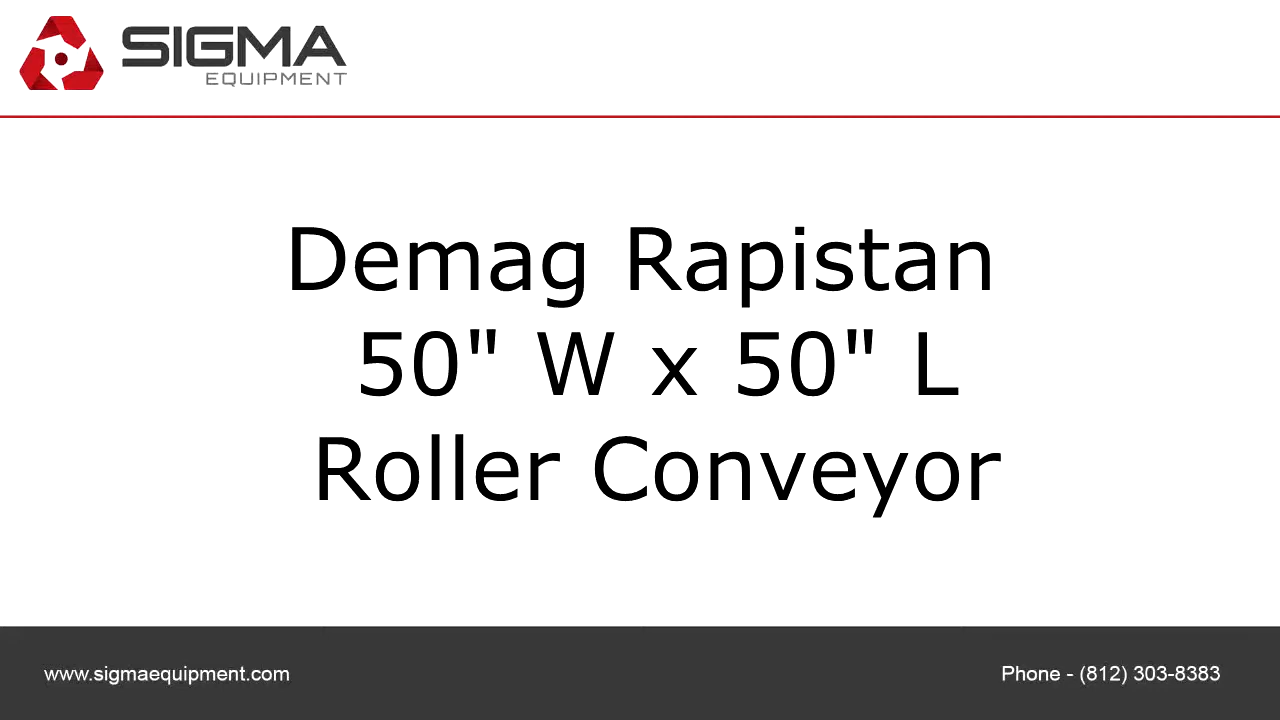 SIGMA
EQUIPMENT
Demag Rapistan
50" W x 50" L
Roller Conveyor
www.sigmaequipment.com
Phone - (812) 303-8383